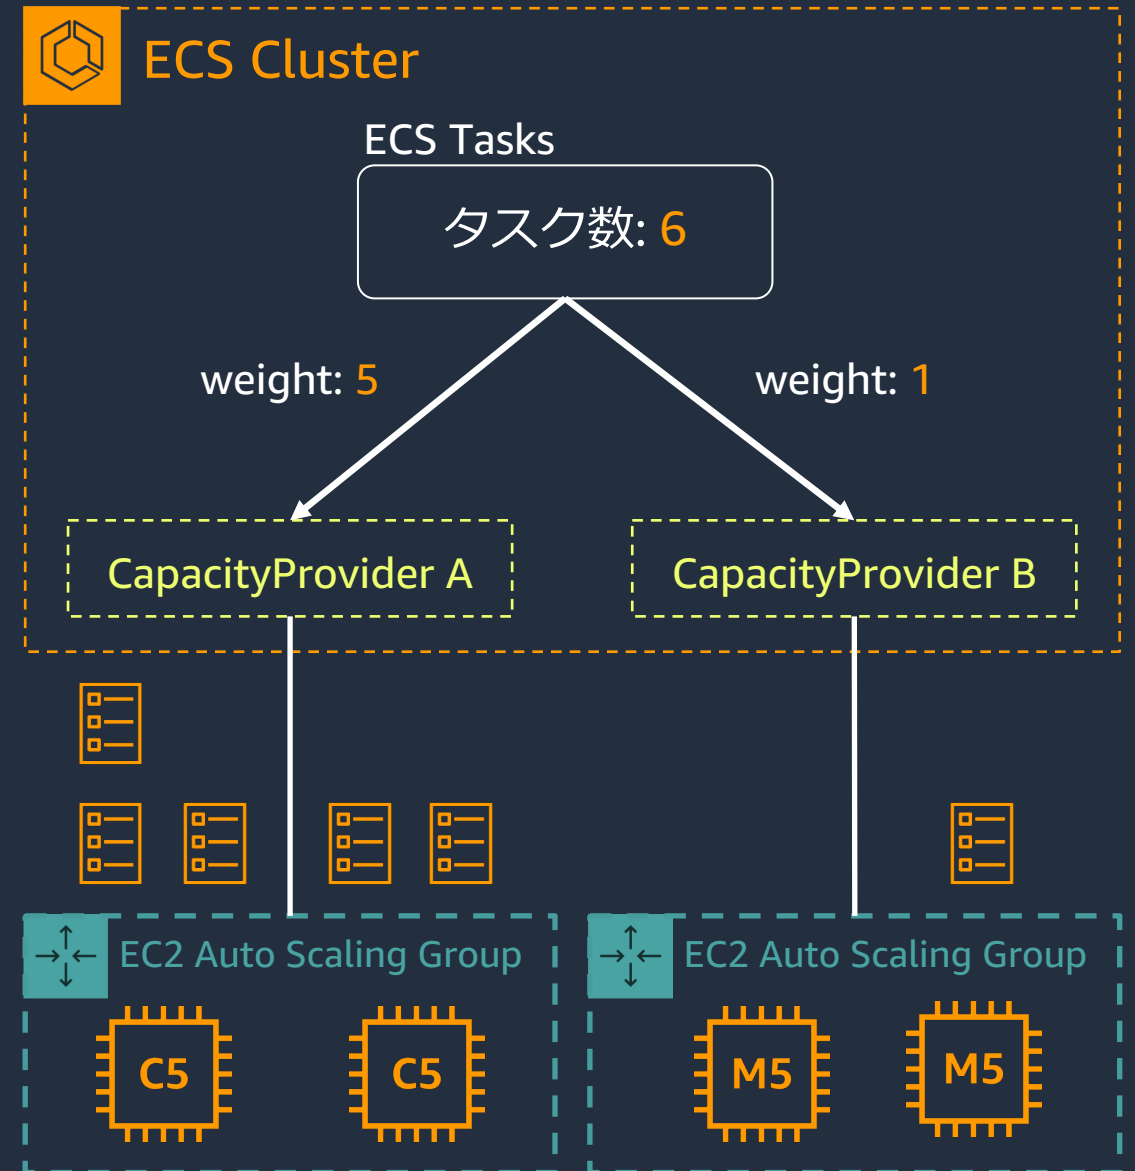 ECS Cluster
ECS Tasks
タスク数: 6
weight: 5
weight: 1
CapacityProvider A
CapacityProvider B
EC2 Auto Scaling Group
EC2 Auto Scaling Group
C5
C5
M5
M5